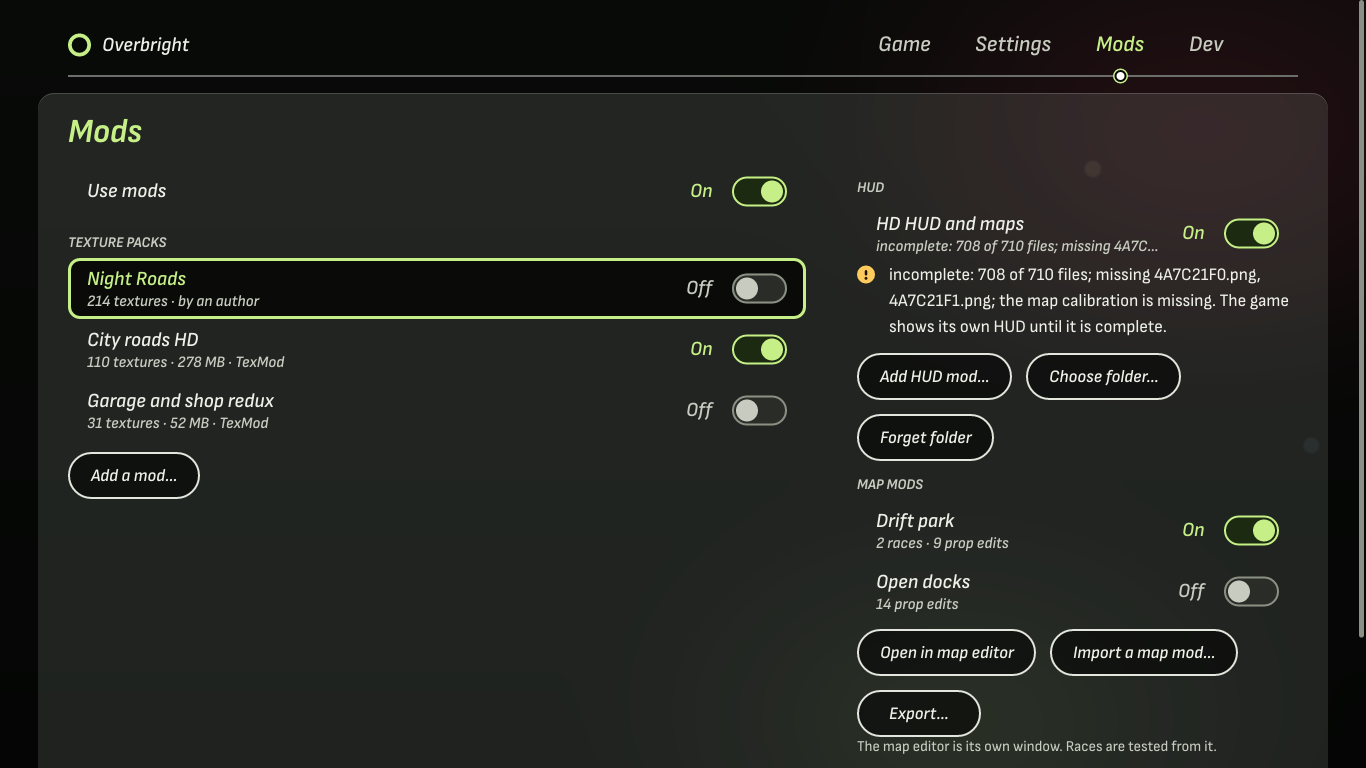 Overbright
Game
Settings
Mods
Dev
Mods
Use mods
On
TEXTURE PACKS
Night Roads
214 textures · by an author
Off
City roads HD
110 textures · 278 MB · TexMod
On
Garage and shop redux
31 textures · 52 MB · TexMod
Off
Add a mod...
HUD
HD HUD and maps
incomplete: 708 of 710 files; missing 4A7C...
On
incomplete: 708 of 710 files; missing 4A7C21F0.png,
4A7C21F1.png; the map calibration is missing. The game
shows its own HUD until it is complete.
Add HUD mod...
Choose folder...
Forget folder
MAP MODS
Drift park
2 races · 9 prop edits
On
Open docks
14 prop edits
Off
Open in map editor
Import a map mod...
Export...
The map editor is its own window. Races are tested from it.